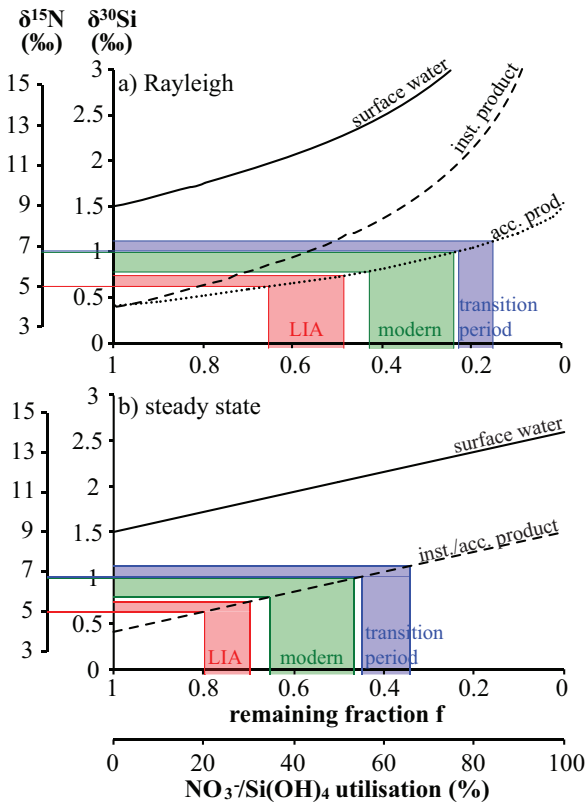 δ15N δ30Si
(‰) (‰)
15
13
11
9
7
5
3
3
2.5
2
1.5
1
0.5
0
a) Rayleigh
surface water
inst. product
acc. prod.
LIA
modern
transition
period
1 0.8 0.6 0.4 0.2 0
15
13
11
9
7
5
3
3
2.5
2
1.5
1
0.5
0
b) steady state
surface water
inst./acc. product
LIA
modern
transition
period
1 0.8 0.6 0.4 0.2 0
remaining fraction f
0 20 40 60 80 100
NO3-/Si(OH)4 utilisation (%)